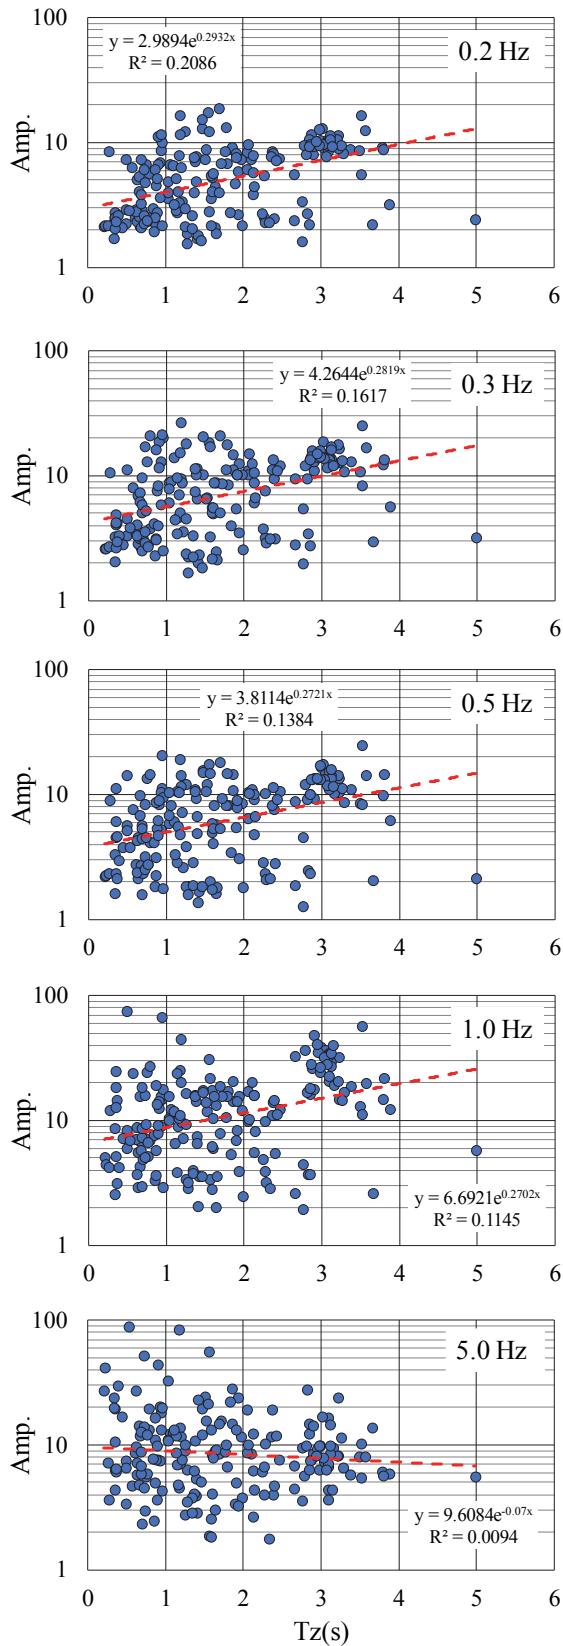 100
y = 2.9894e^0.2932x
R² = 0.2086
0.2 Hz
Amp.
10
1
0 1 2 3 4 5 6
100
y = 4.2644e^0.2819x
R² = 0.1617
0.3 Hz
Amp.
10
1
0 1 2 3 4 5 6
100
y = 3.8114e^0.2721x
R² = 0.1384
0.5 Hz
Amp.
10
1
0 1 2 3 4 5 6
100
1.0 Hz
Amp.
10
y = 6.6921e^0.2702x
R² = 0.1145
1
0 1 2 3 4 5 6
100
5.0 Hz
Amp.
10
y = 9.6084e^-0.07x
R² = 0.0094
1
0 1 2 3 4 5 6
Tz(s)